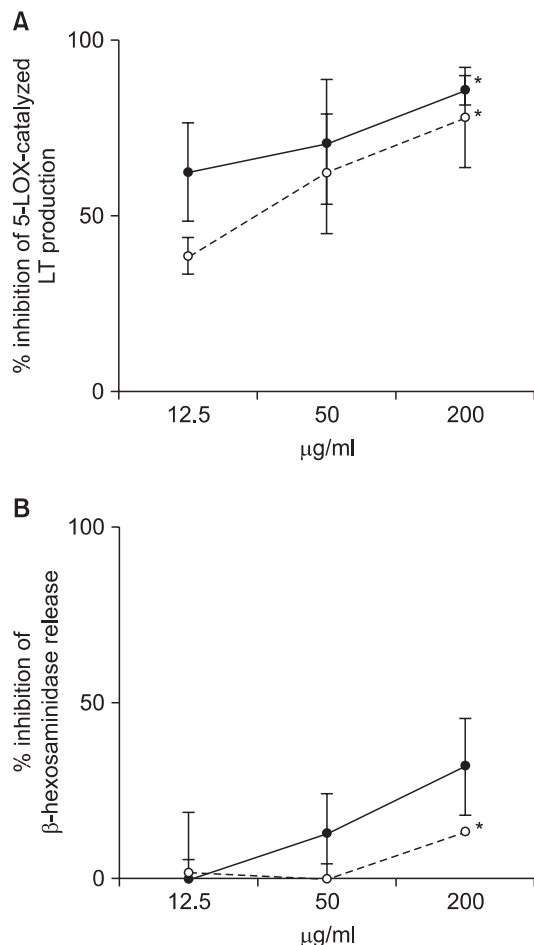 A
% inhibition of 5-LOX-catalyzed
LT production
100
50
0
*
*
12.5 50 200
μg/ml
B
% inhibition of
β-hexosaminidase release
100
50
0
*
12.5 50 200
μg/ml